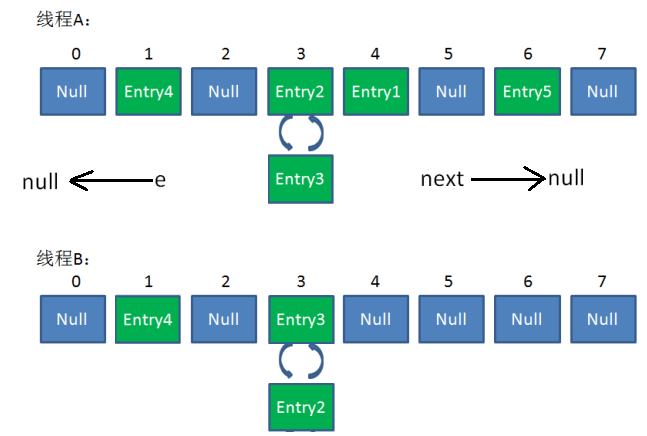 线程A：
0 1 2 3 4 5 6 7
Null Entry4 Null Entry2 Entry1 Null Entry5 Null
Entry3
null e next null
线程B：
0 1 2 3 4 5 6 7
Null Entry4 Null Entry3 Null Null Null Null
Entry2